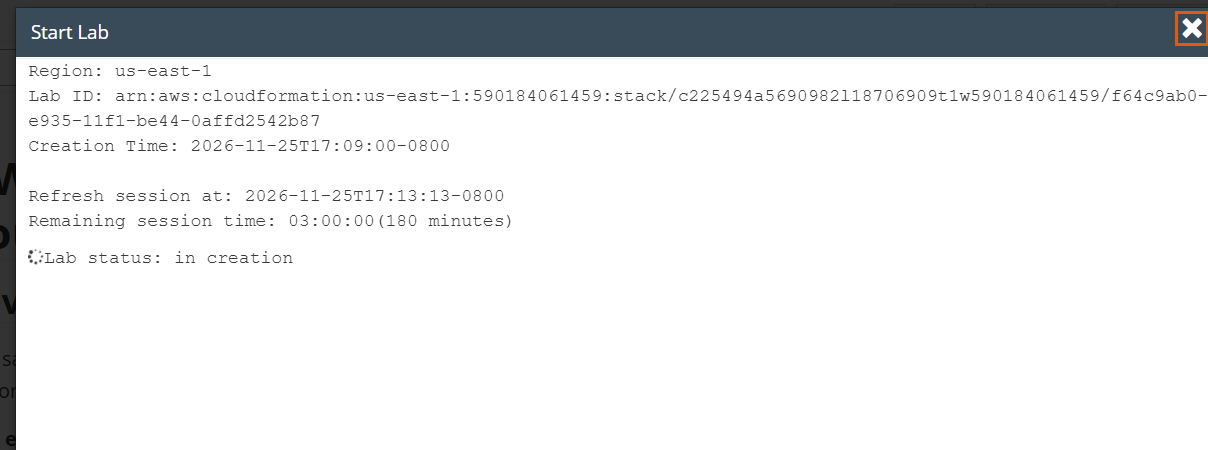 Start Lab
Region: us-east-1
Lab ID: arn:aws:cloudformation:us-east-1:590184061459:stack/c225494a5690982l18706909t1w590184061459/f64c9ab0-
e935-11f1-be44-0affd2542b87
Creation Time: 2026-11-25T17:09:00-0800
Refresh session at: 2026-11-25T17:13:13-0800
Remaining session time: 03:00:00(180 minutes)
Lab status: in creation